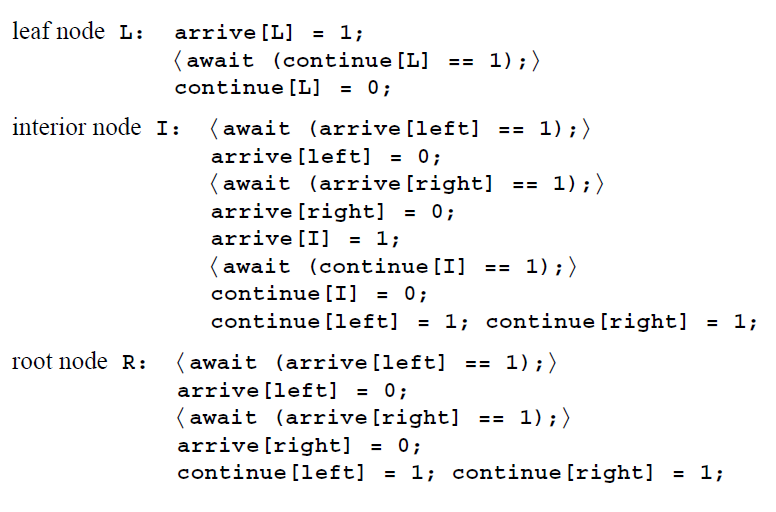 leaf node L: arrive[L] = 1;
⟨await (continue[L] == 1);⟩
continue[L] = 0;
interior node I: ⟨await (arrive[left] == 1);⟩
arrive[left] = 0;
⟨await (arrive[right] == 1);⟩
arrive[right] = 0;
arrive[I] = 1;
⟨await (continue[I] == 1);⟩
continue[I] = 0;
continue[left] = 1; continue[right] = 1;
root node R: ⟨await (arrive[left] == 1);⟩
arrive[left] = 0;
⟨await (arrive[right] == 1);⟩
arrive[right] = 0;
continue[left] = 1; continue[right] = 1;